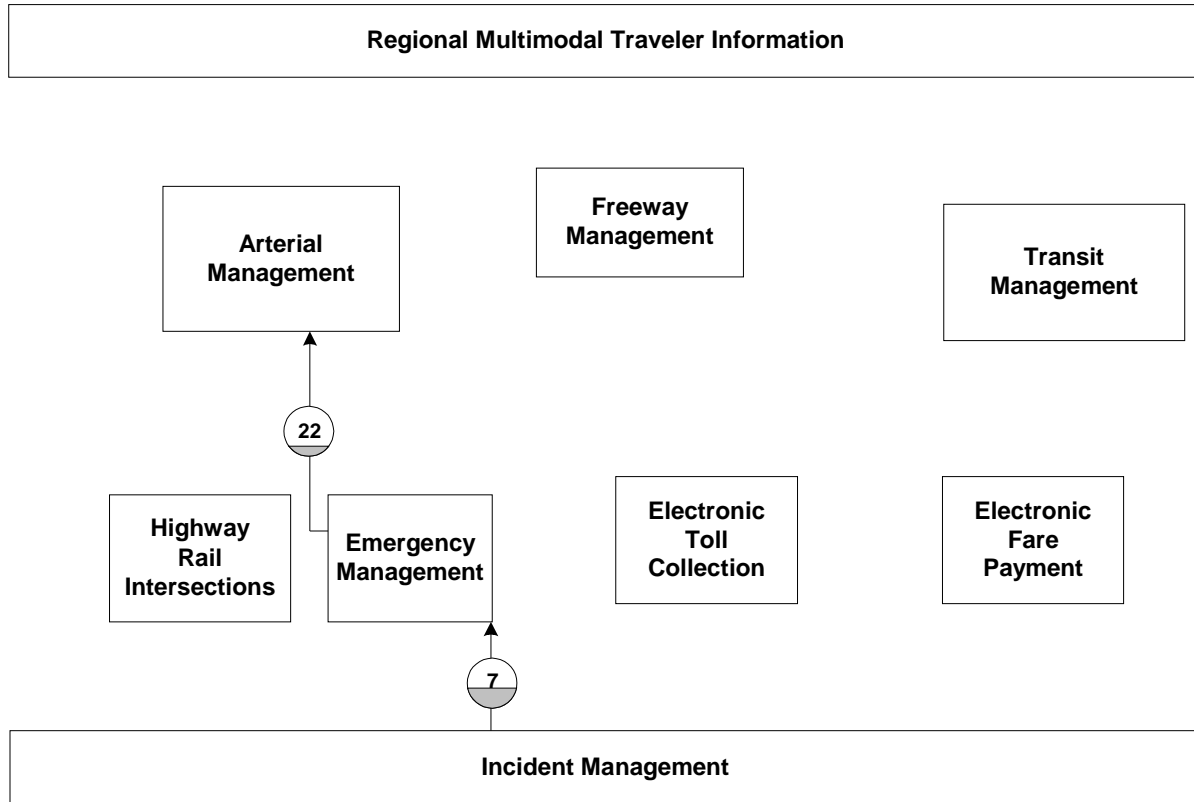 Regional Multimodal Traveler Information
Freeway
Management
Arterial
Management
Transit
Management
22
Highway
Rail
Intersections
Emergency
Management
Electronic
Toll
Collection
Electronic
Fare
Payment
7
Incident Management